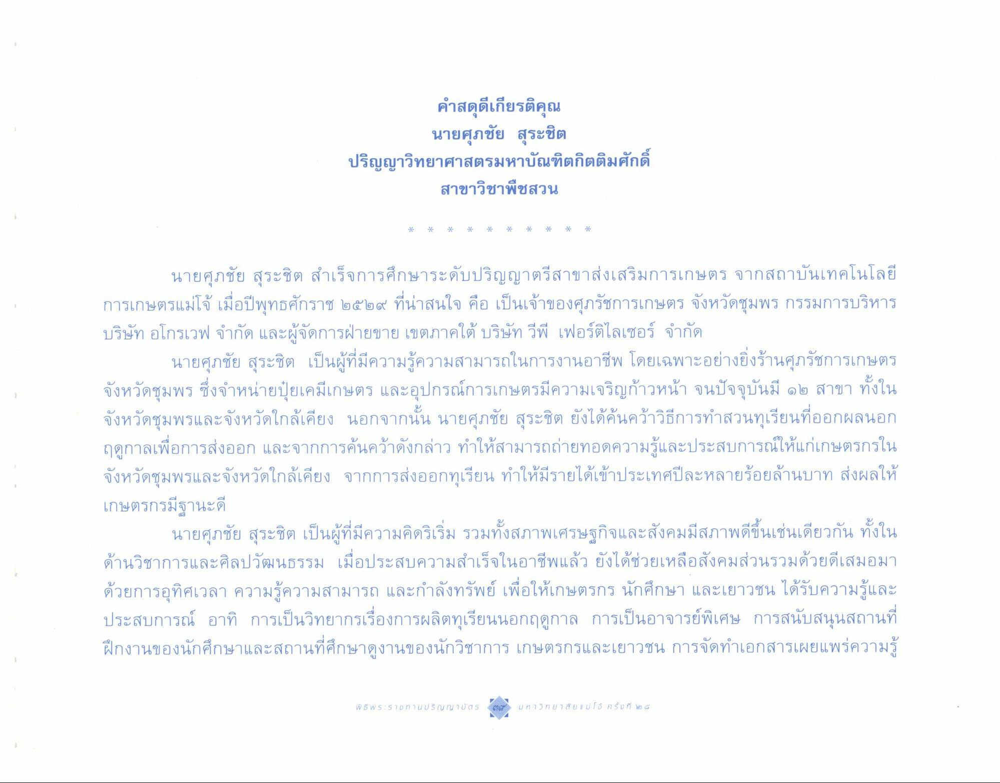 คำสดุดีเกียรติคุณ
นายศุภชัย สุระชิต
ปริญญาวิทยาศาสตรมหาบัณฑิตกิตติมศักดิ์
สาขาวิชาพืชสวน
* * * * * * * * * *
นายศุภชัย สุระชิต สำเร็จการศึกษาระดับปริญญาตรีสาขาส่งเสริมการเกษตร จากสถาบันเทคโนโลยี
การเกษตรแม่โจ้ เมื่อปีพุทธศักราช ๒๕๒๙ ที่น่าสนใจ คือ เป็นเจ้าของศุภรัชการเกษตร จังหวัดชุมพร กรรมการบริหาร
บริษัท อโกรเวฟ จำกัด และผู้จัดการฝ่ายขาย เขตภาคใต้ บริษัท วีพี เฟอร์ติไลเซอร์ จำกัด
นายศุภชัย สุระชิต เป็นผู้ที่มีความรู้ความสามารถในการงานอาชีพ โดยเฉพาะอย่างยิ่งร้านศุภรัชการเกษตร
จังหวัดชุมพร ซึ่งจำหน่ายปุ๋ยเคมีเกษตร และอุปกรณ์การเกษตรมีความเจริญก้าวหน้า จนปัจจุบันมี ๑๒ สาขา ทั้งใน
จังหวัดชุมพรและจังหวัดใกล้เคียง นอกจากนั้น นายศุภชัย สุระชิต ยังได้ค้นคว้าวิธีการทำสวนทุเรียนที่ออกผลนอก
ฤดูกาลเพื่อการส่งออก และจากการค้นคว้าดังกล่าว ทำให้สามารถถ่ายทอดความรู้และประสบการณ์ให้แก่เกษตรกรใน
จังหวัดชุมพรและจังหวัดใกล้เคียง จากการส่งออกทุเรียน ทำให้มีรายได้เข้าประเทศปีละหลายร้อยล้านบาท ส่งผลให้
เกษตรกรมีฐานะดี
นายศุภชัย สุระชิต เป็นผู้ที่มีความคิดริเริ่ม รวมทั้งสภาพเศรษฐกิจและสังคมมีสภาพดีขึ้นเช่นเดียวกัน ทั้งใน
ด้านวิชาการและศิลปวัฒนธรรม เมื่อประสบความสำเร็จในอาชีพแล้ว ยังได้ช่วยเหลือสังคมส่วนรวมด้วยดีเสมอมา
ด้วยการอุทิศเวลา ความรู้ความสามารถ และกำลังทรัพย์ เพื่อให้เกษตรกร นักศึกษา และเยาวชน ได้รับความรู้และ
ประสบการณ์ อาทิ การเป็นวิทยากรเรื่องการผลิตทุเรียนนอกฤดูกาล การเป็นอาจารย์พิเศษ การสนับสนุนสถานที่
ฝึกงานของนักศึกษาและสถานที่ศึกษาดูงานของนักวิชาการ เกษตรกรและเยาวชน การจัดทำเอกสารเผยแพร่ความรู้
พิธีพระราชทานปริญญาบัตร ๓๙ มหาวิทยาลัยแม่โจ้ ครั้งที่ ๒๘